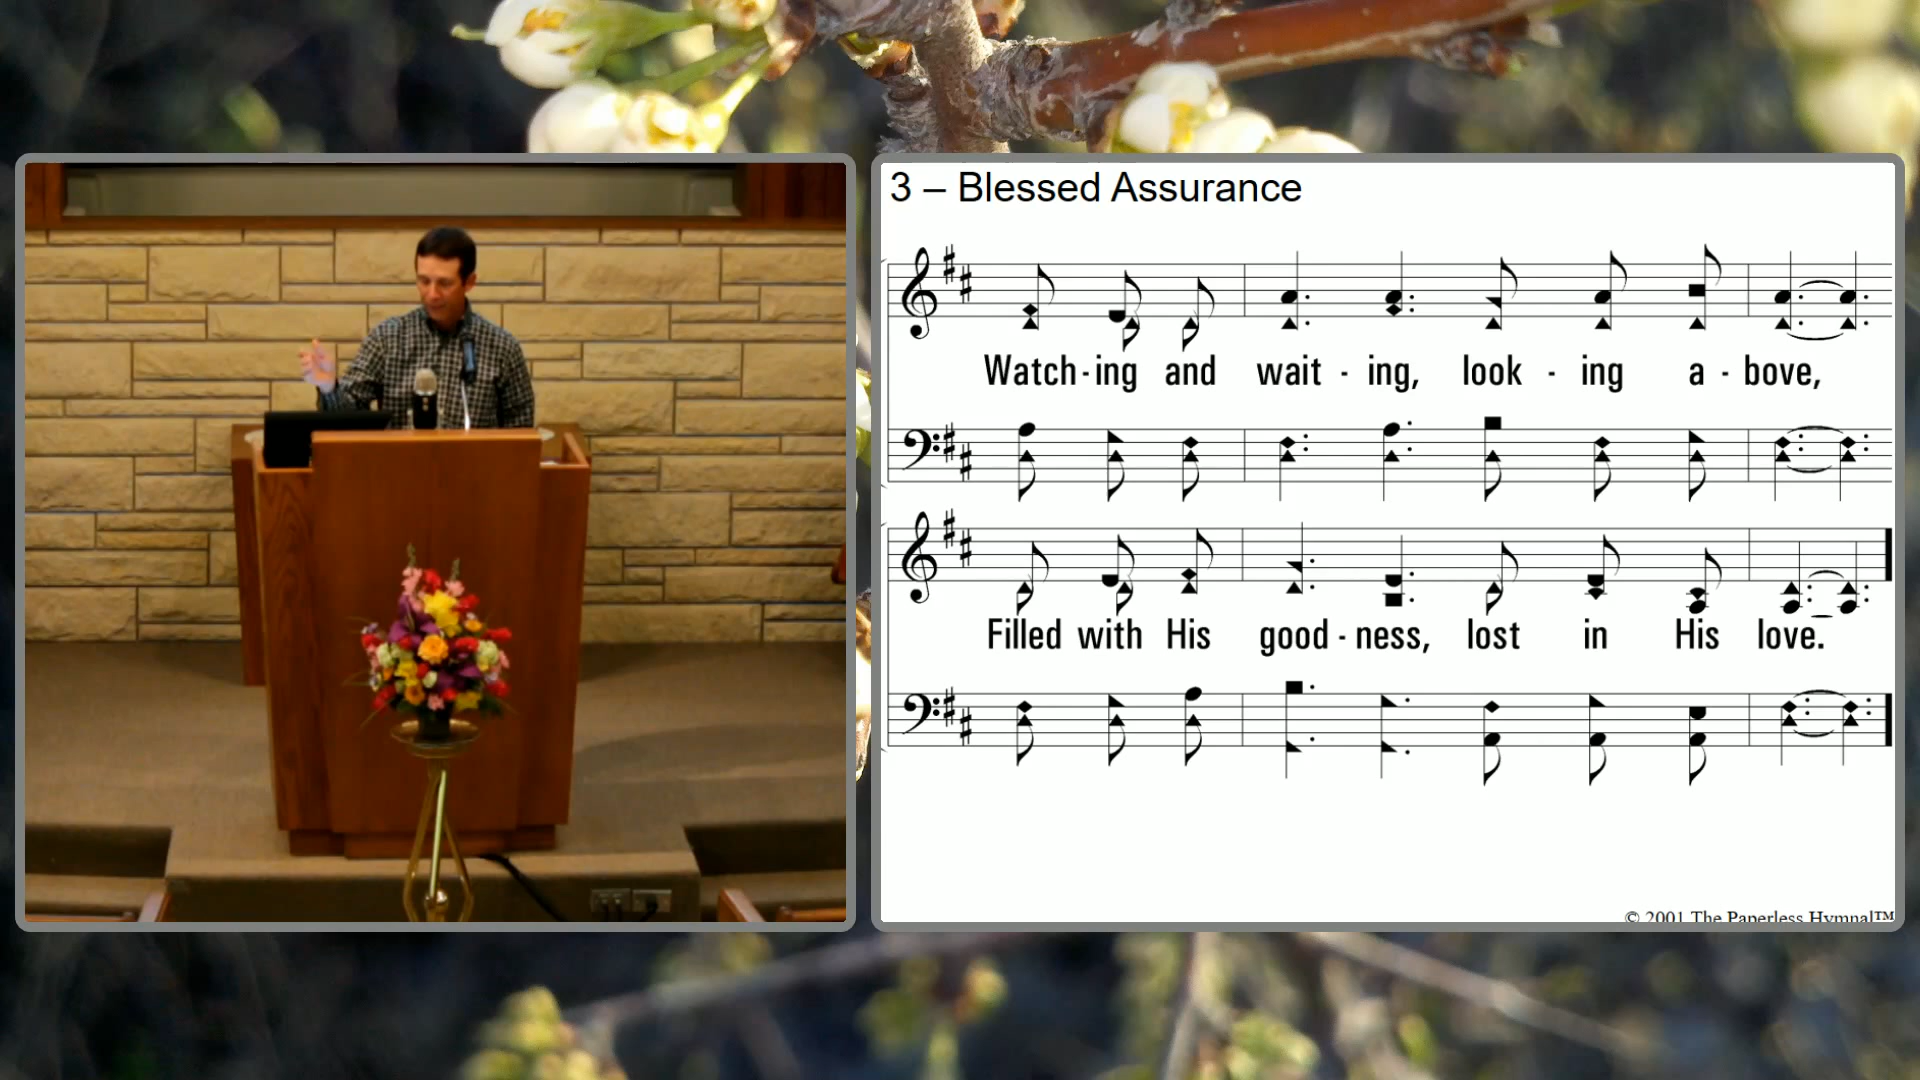 3 – Blessed Assurance
Watch-ing and wait - ing, look - ing a - bove,
Filled with His good - ness, lost in His love.
© 2001 The Paperless Hymnal™